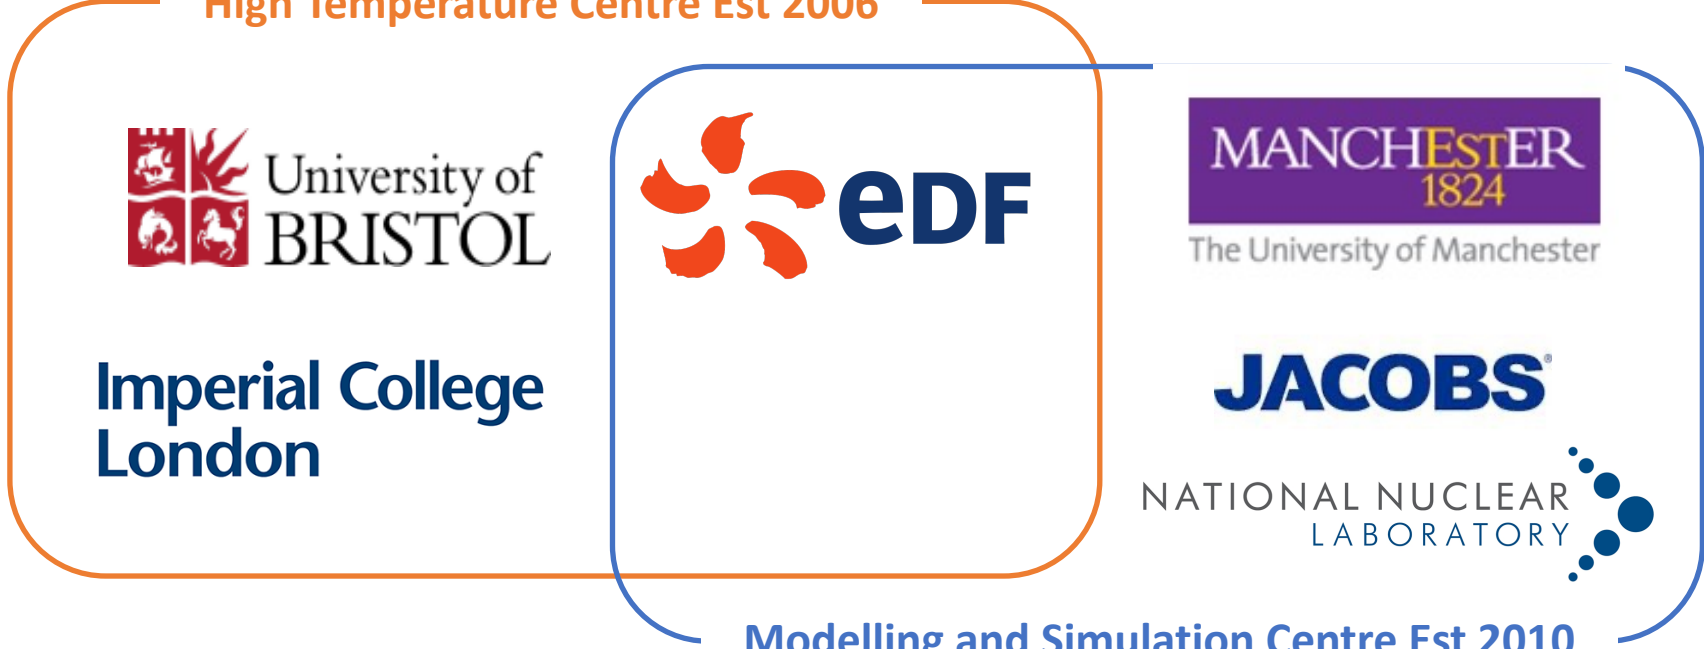 High Temperature Centre Est 2006
University of
BRISTOL
eDF
MANCHEstER
1824
The University of Manchester
Imperial College
London
JACOBS®
NATIONAL NUCLEAR
LABORATORY
Modelling and Simulation Centre Est 2010